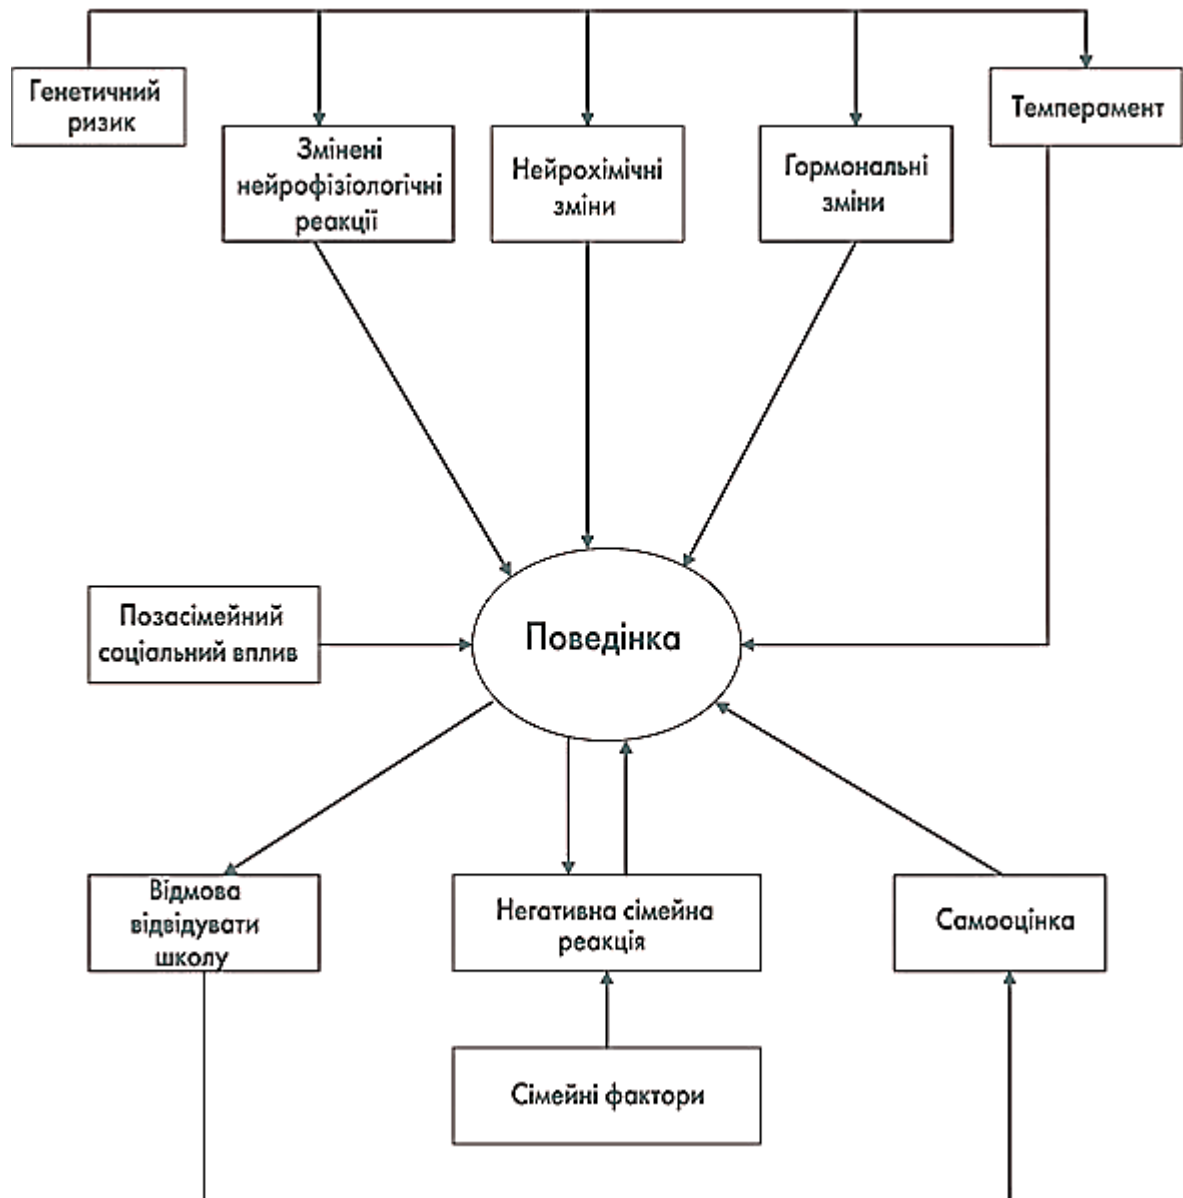 Генетичний
ризик
Змінені
нейрофізіологічні
реакції
Нейрохімічні
зміни
Гормональні
зміни
Темперамент
Позасімейний
соціальний вплив
Поведінка
Відмова
відвідувати
школу
Негативна сімейна
реакція
Самооцінка
Сімейні фактори